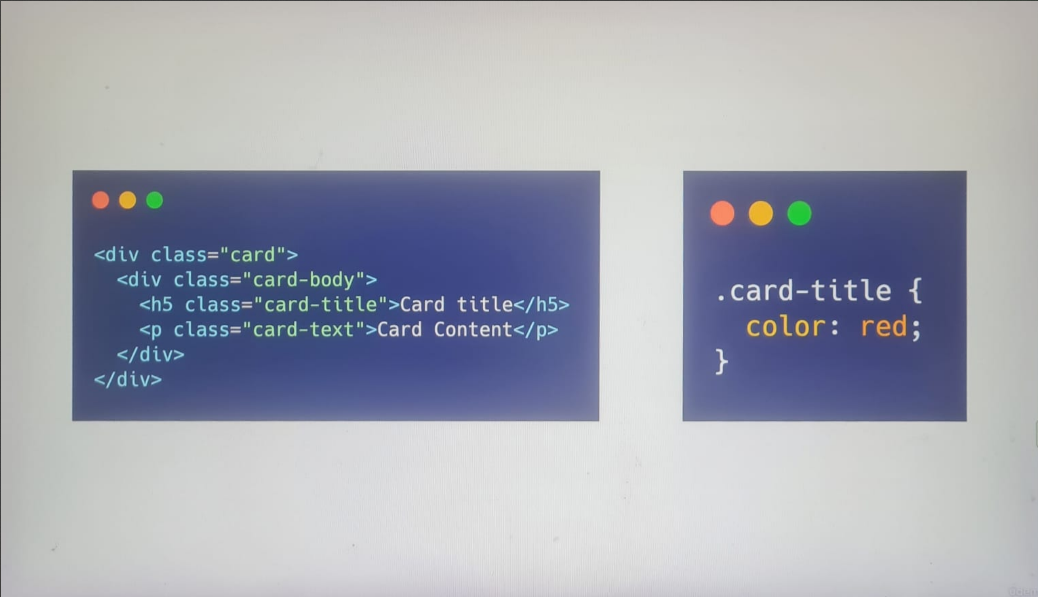 <div class="card">
  <div class="card-body">
    <h5 class="card-title">Card title</h5>
    <p class="card-text">Card Content</p>
  </div>
</div>
.card-title {
  color: red;
}